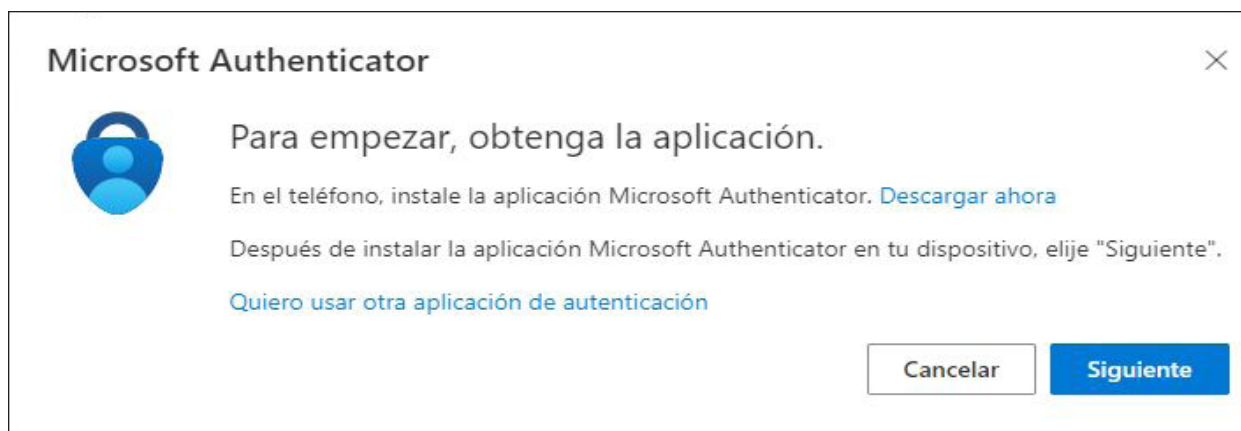 Microsoft Authenticator
Para empezar, obtenga la aplicación.
En el teléfono, instale la aplicación Microsoft Authenticator. Descargar ahora
Después de instalar la aplicación Microsoft Authenticator en tu dispositivo, elije "Siguiente".
Quiero usar otra aplicación de autenticación
Cancelar Siguiente